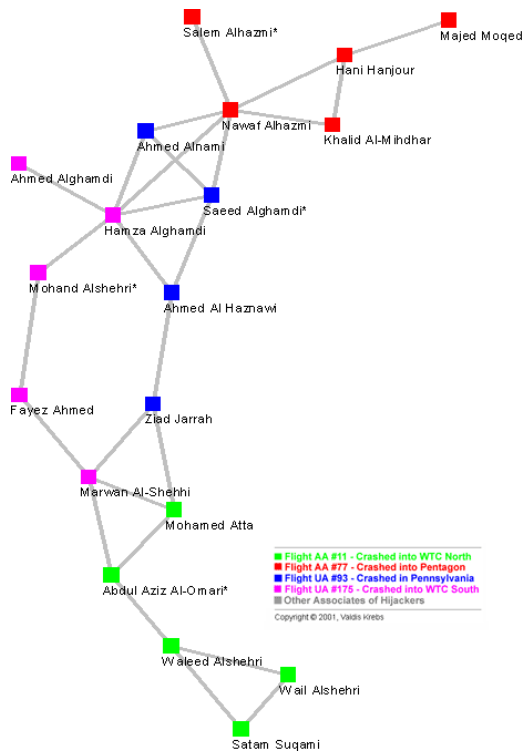 Salem Alhazmi*
Majed Moqed
Hani Hanjour
Nawaf Alhazmi
Khalid Al-Mihdhar
Ahmed Alnami
Ahmed Alghamdi
Saeed Alghamdi*
Hamza Alghamdi
Mohand Alshehri*
Ahmed Al Haznawi
Fayez Ahmed
Ziad Jarrah
Marwan Al-Shehhi
Mohamed Atta
Flight AA #11 - Crashed into WTC North
Flight AA #77 - Crashed into Pentagon
Flight UA #93 - Crashed in Pennsylvania
Flight UA #175 - Crashed into WTC South
Other Associates of Hijackers
Copyright © 2001, Valdis Krebs
Abdul Aziz Al-Omari*
Waleed Alshehri
Wail Alshehri
Satam Suqami